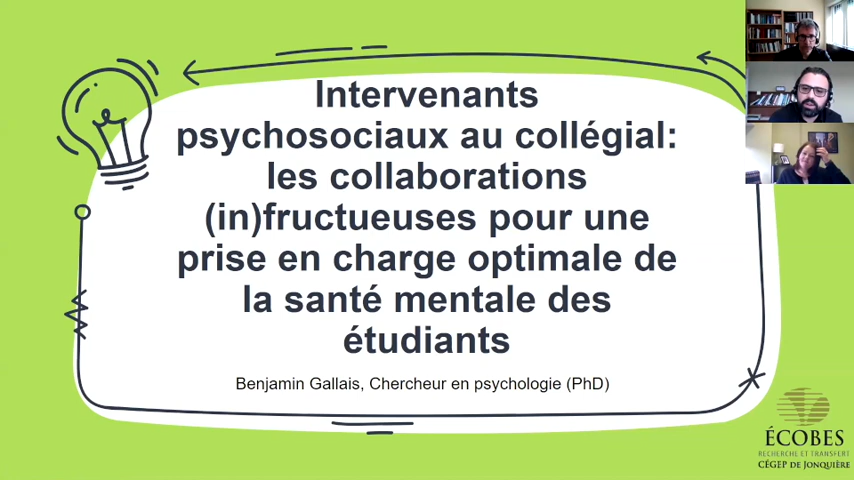 Intervenants
psychosociaux au collégial:
les collaborations
(in)fructueuses pour une
prise en charge optimale de
la santé mentale des
étudiants
Benjamin Gallais, Chercheur en psychologie (PhD)
ÉCOBES
RECHERCHE ET TRANSFERT
CÉGEP DE JONQUIÈRE